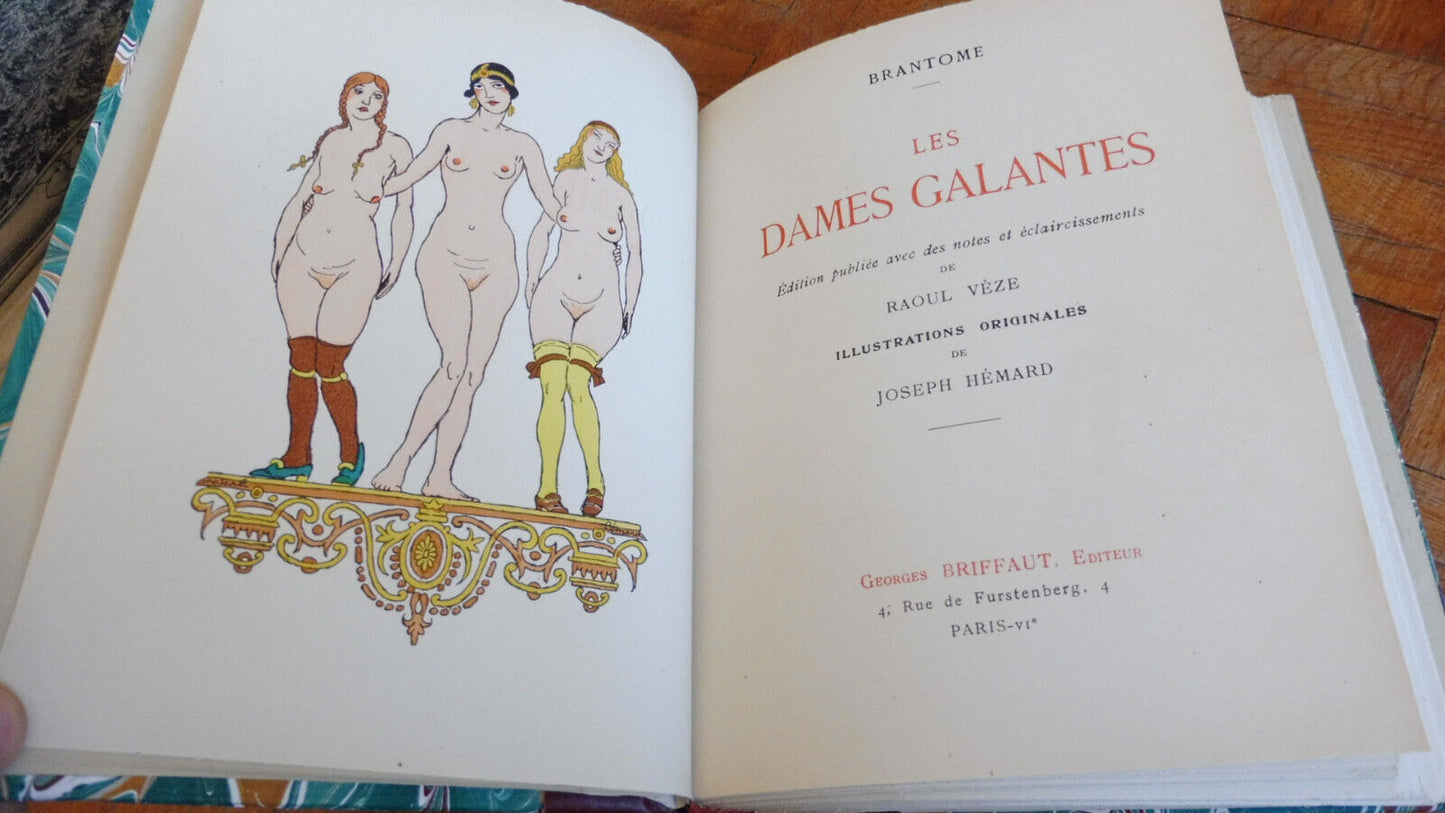 BRANTOME
LES
DAMES GALANTES
Édition publiée avec des notes et éclaircissements
DE
RAOUL VÈZE
ILLUSTRATIONS ORIGINALES
DE
JOSEPH HÉMARD
GEORGES BRIFFAUT, EDITEUR
4, Rue de Furstenberg, 4
PARIS-VIᵉ